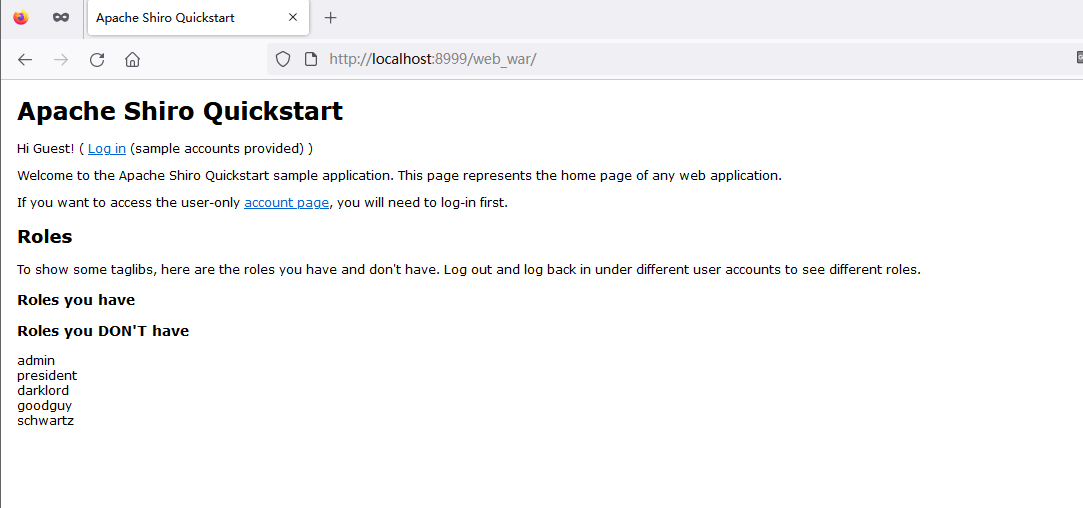 Apache Shiro Quickstart
http://localhost:8999/web_war/
Apache Shiro Quickstart
Hi Guest! ( Log in (sample accounts provided) )
Welcome to the Apache Shiro Quickstart sample application. This page represents the home page of any web application.
If you want to access the user-only account page, you will need to log-in first.
Roles
To show some taglibs, here are the roles you have and don't have. Log out and log back in under different user accounts to see different roles.
Roles you have
Roles you DON'T have
admin
president
darklord
goodguy
schwartz